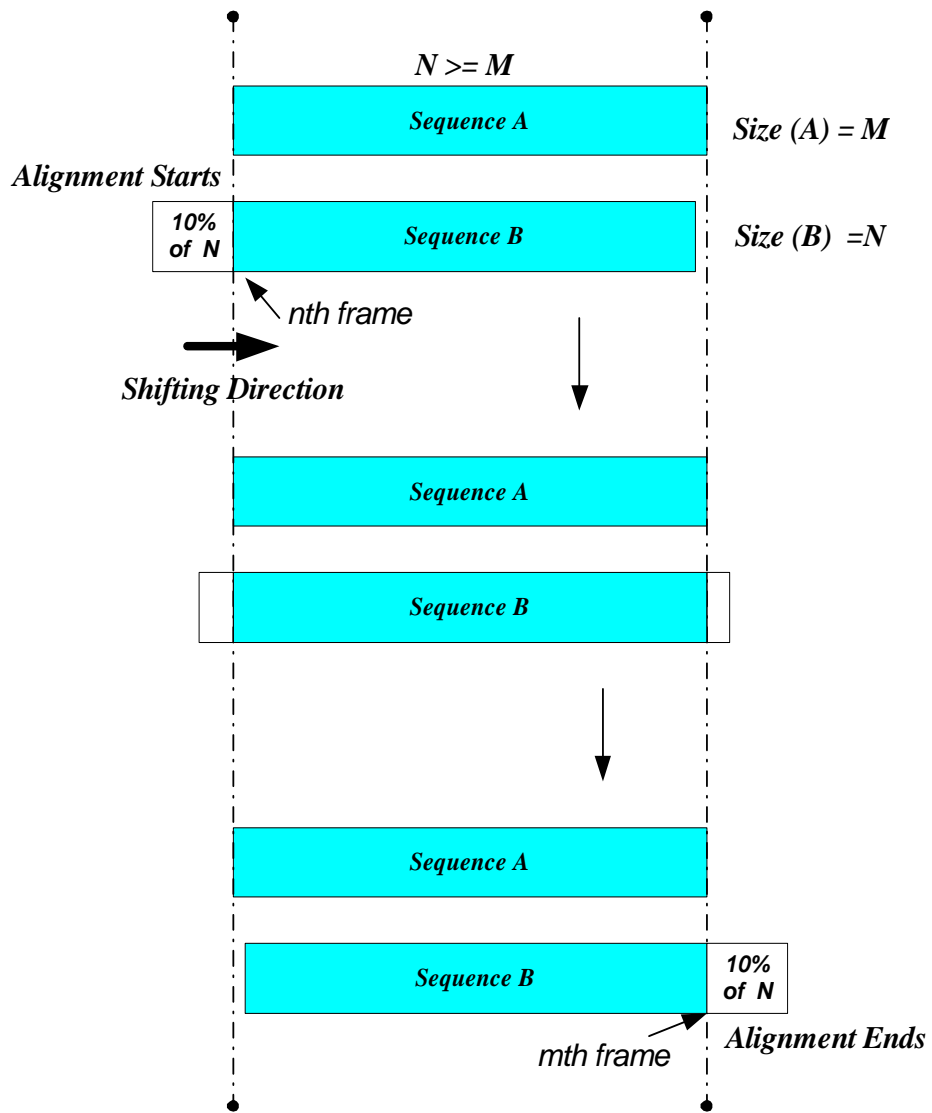 N >= M
Sequence A
Size (A) = M
Alignment Starts
10%
of N
Sequence B
Size (B) =N
nth frame
Shifting Direction
Sequence A
Sequence B
Sequence A
Sequence B
10%
of N
mth frame
Alignment Ends